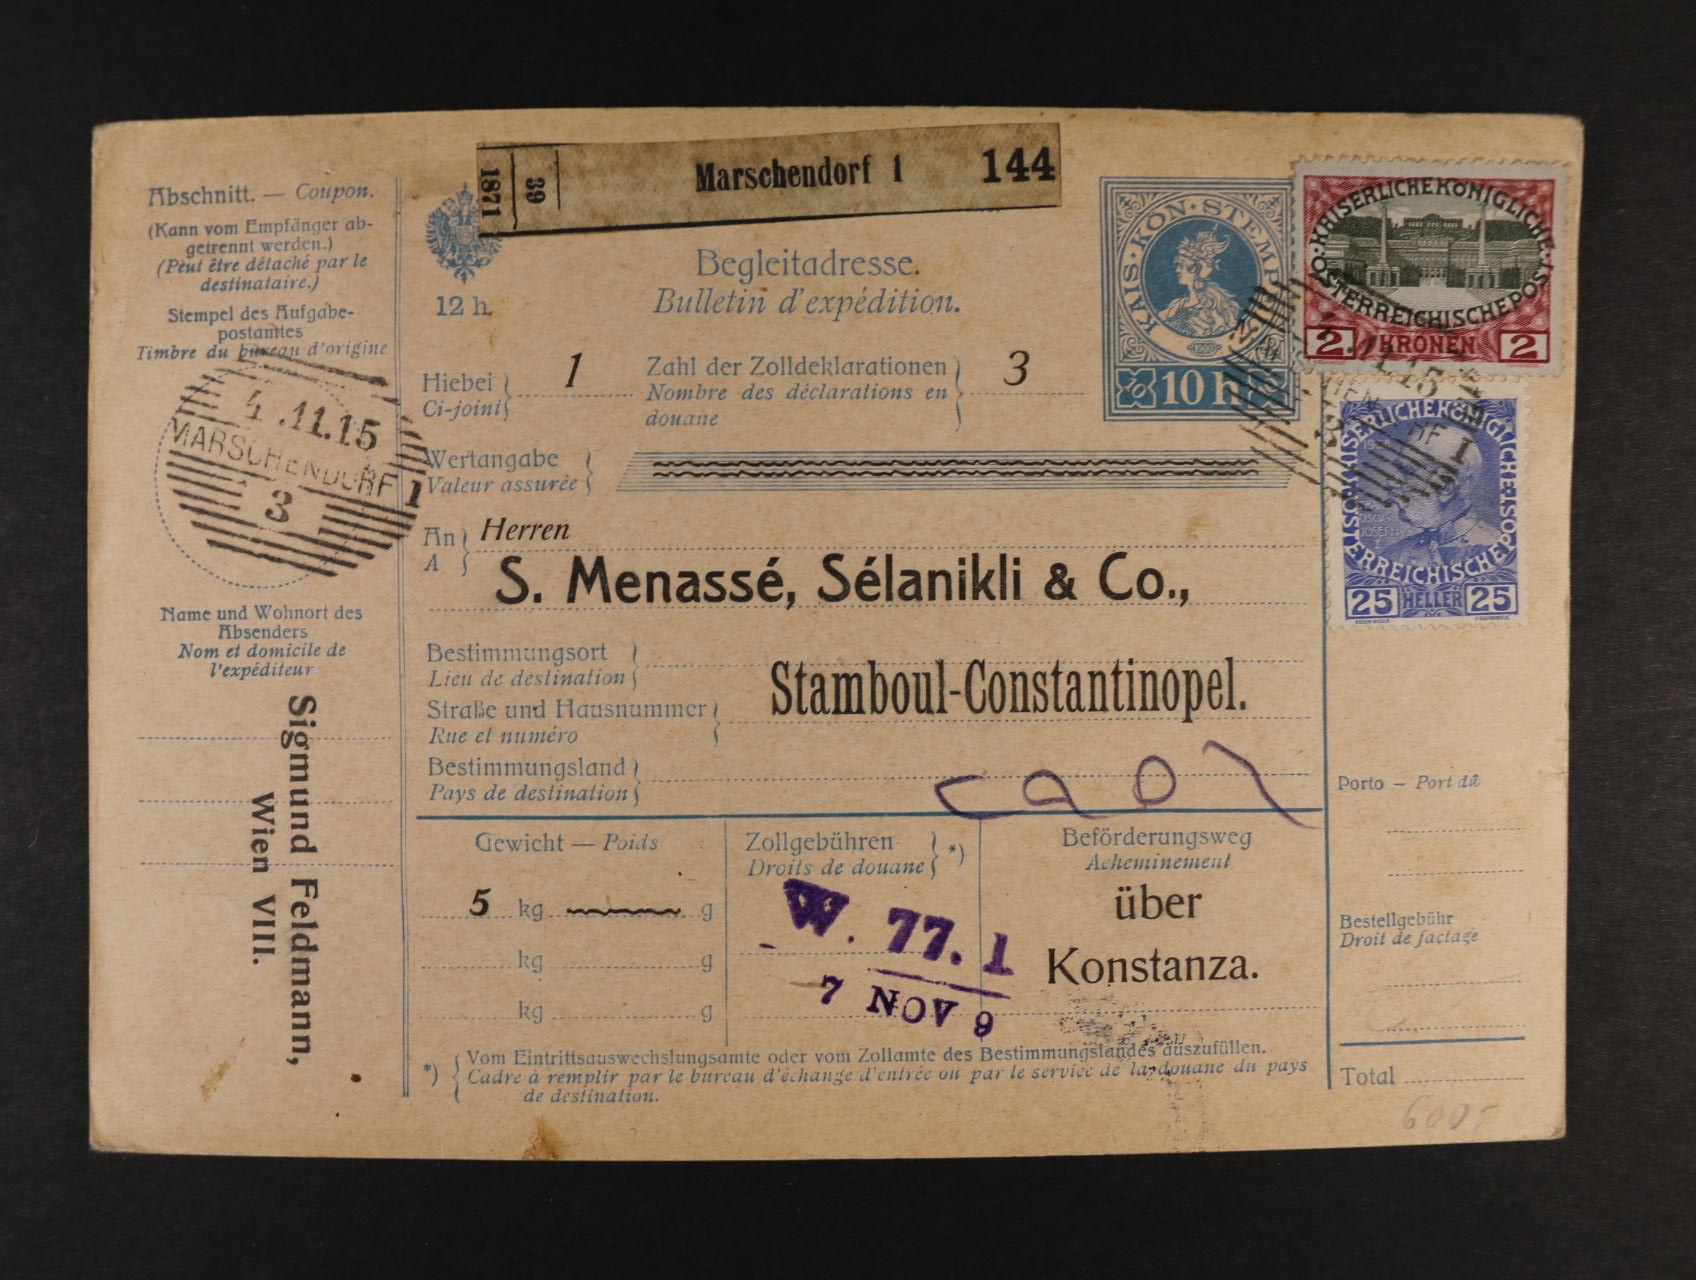 1871
39
Marschendorf 1 144
Abschnitt. — Coupon.
(Kann vom Empfänger ab-
getrennt werden.)
(Peut être détaché par le
destinataire.)
Stempel des Aufgabe-
postamtes
Timbre du bureau d'origine
4.11.15
MARSCHENDORF 1
3
Name und Wohnort des
Absenders
Nom et domicile de
l'expéditeur
Sigmund Feldmann,
Wien VIII.
12 h
Begleitadresse.
Bulletin d'expédition.
Hiebei
Ci-joint
1
Zahl der Zolldeklarationen
Nombre des déclarations en
douane
3
KAIS·KÖN·STEMP
10 h
KAISERLICHE KÖNIGLICHE
ÖSTERREICHISCHE POST
2 KRONEN 2
KAISERLICHE KÖNIGLICHE
ÖSTERREICHISCHE POST
25 HELLER 25
Wertangabe
Valeur assurée
An
A
Herren
S. Menassé, Sélanikli & Co.,
Bestimmungsort
Lieu de destination
Stamboul-Constantinopel.
Straße und Hausnummer
Rue et numéro
Bestimmungsland
Pays de destination
Gewicht — Poids
5 kg g
kg g
kg g
Zollgebühren
Droits de douane
*)
W. 77.1
7 NOV 9
Beförderungsweg
Acheminement
über
Konstanza.
*) Vom Eintrittsauswechslungsamte oder vom Zollamte des Bestimmungslandes auszufüllen.
Cadre à remplir par le bureau d'échange d'entrée ou par le service de la douane du pays
de destination.
Porto — Port dû
Bestellgebühr
Droit de factage
Total
600,-